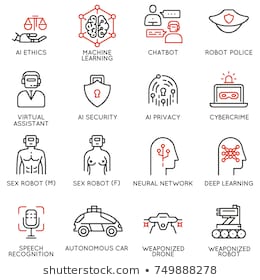 AI ETHICS
MACHINE
LEARNING
CHATBOT
ROBOT POLICE
VIRTUAL
ASSISTANT
AI SECURITY
AI PRIVACY
CYBERCRIME
SEX ROBOT (M)
SEX ROBOT (F)
NEURAL NETWORK
DEEP LEARNING
SPEECH
RECOGNITION
AUTONOMOUS CAR
WEAPONIZED
DRONE
WEAPONIZED
ROBOT
shutterstock.com • 749888278